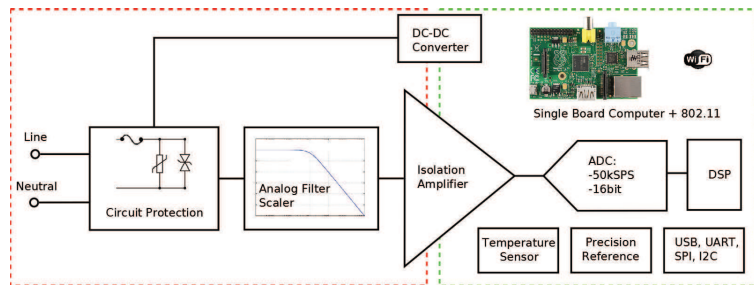 DC-DC
Converter
WiFi
Single Board Computer + 802.11
Line
Neutral
Circuit Protection
Analog Filter
Scaler
Isolation
Amplifier
ADC:
-50kSPS
-16bit
DSP
Temperature
Sensor
Precision
Reference
USB, UART,
SPI, I2C